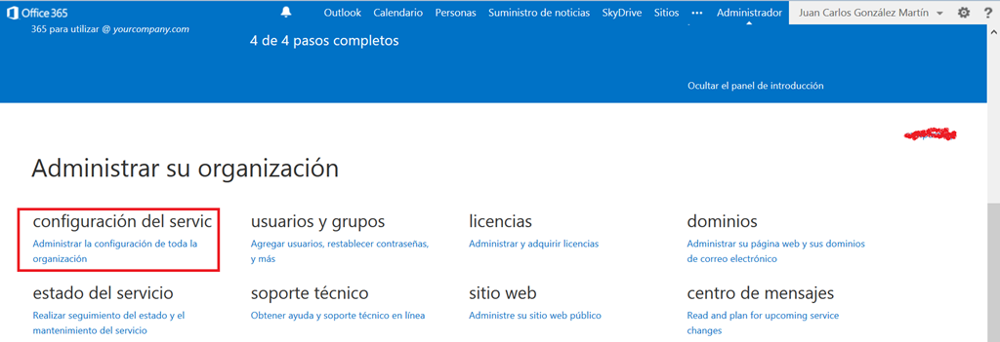 Office 365
Outlook Calendario Personas Suministro de noticias SkyDrive Sitios ••• Administrador Juan Carlos González Martín ?
365 para utilizar @ yourcompany.com
4 de 4 pasos completos
Ocultar el panel de introducción
Administrar su organización
configuración del servic usuarios y grupos licencias dominios
Administrar la configuración de toda la Agregar usuarios, restablecer contraseñas, Administrar y adquirir licencias Administrar su página web y sus dominios
organización y más de correo electrónico
estado del servicio soporte técnico sitio web centro de mensajes
Realizar seguimiento del estado y el Obtener ayuda y soporte técnico en línea Administre su sitio web público Read and plan for upcoming service
mantenimiento del servicio changes